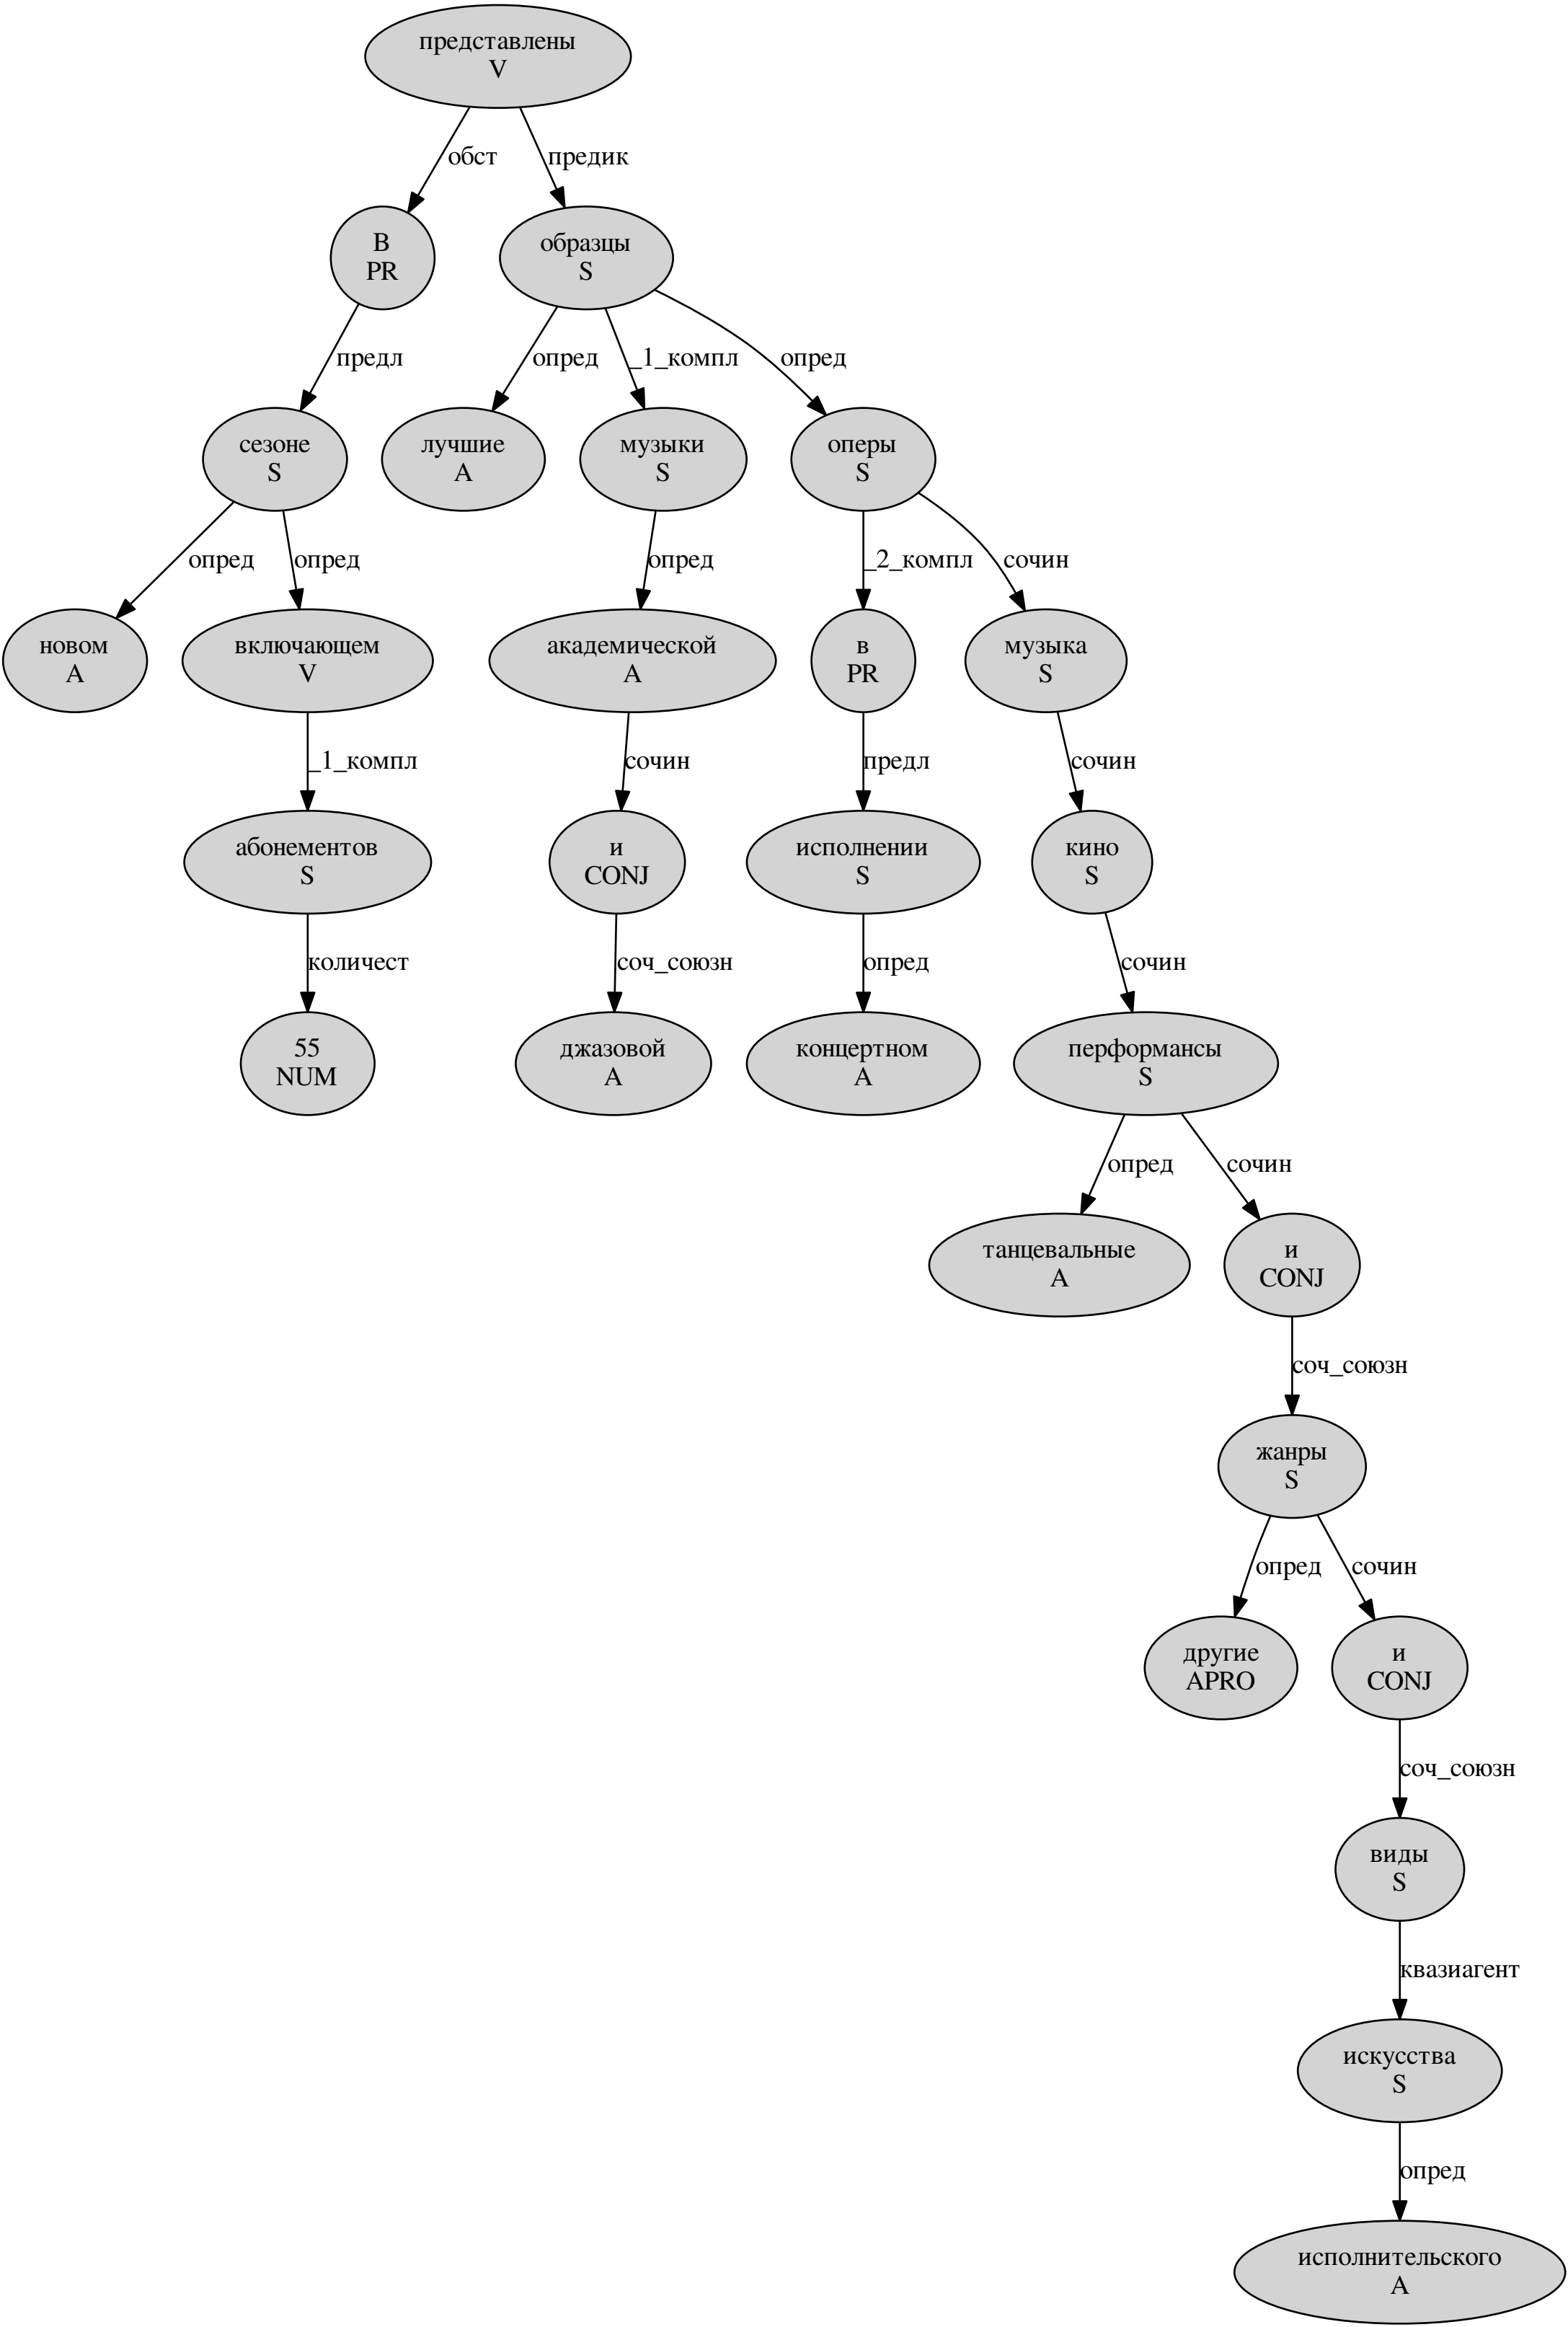 представлены
V
обст
предик
В
PR
образцы
S
предл
опред
_1_компл
опред
сезоне
S
лучшие
A
музыки
S
оперы
S
опред
опред
опред
_2_компл
сочин
новом
A
включающем
V
академической
A
в
PR
музыка
S
_1_компл
сочин
предл
сочин
абонементов
S
и
CONJ
исполнении
S
кино
S
количест
соч_союзн
опред
сочин
55
NUM
джазовой
A
концертном
A
перформансы
S
опред
сочин
танцевальные
A
и
CONJ
соч_союзн
жанры
S
опред
сочин
другие
APRO
и
CONJ
соч_союзн
виды
S
квазиагент
искусства
S
опред
исполнительского
A